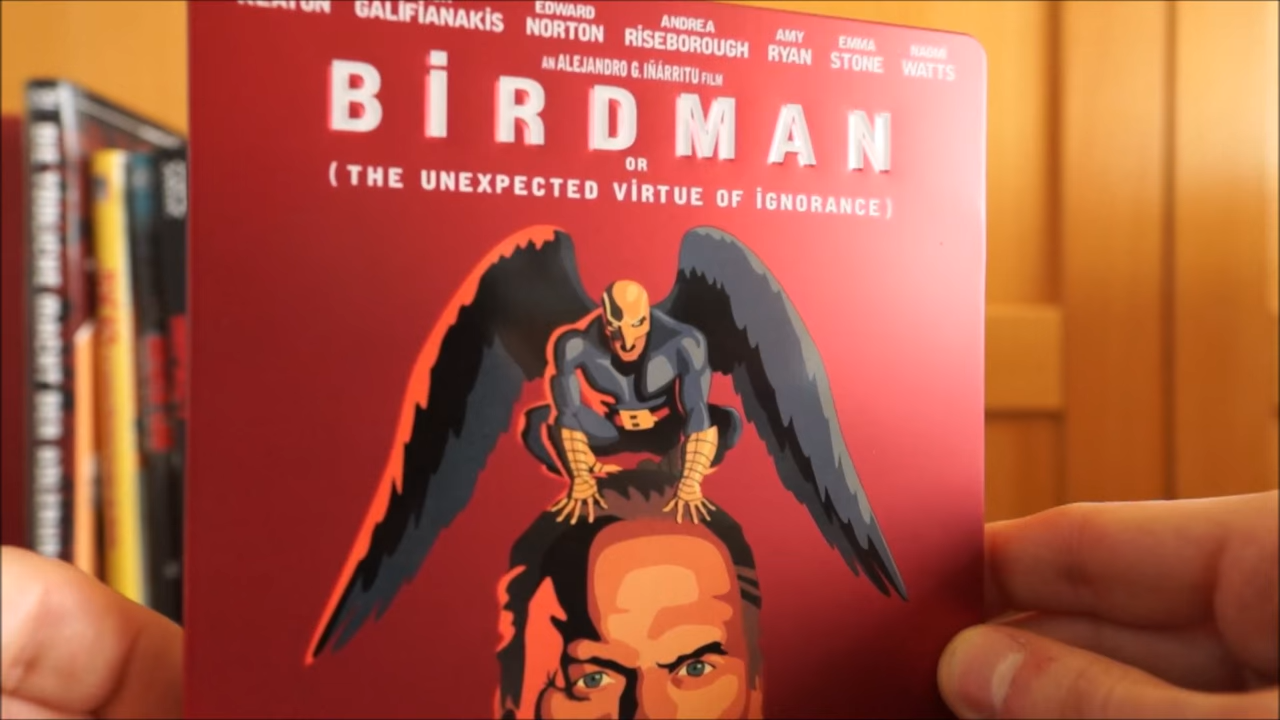 KEATON GALIFIANAKIS EDWARD NORTON ANDREA RISEBOROUGH AMY RYAN EMMA STONE NAOMI WATTS
AN ALEJANDRO G. IÑÁRRITU FILM
BİRDMAN
OR
(THE UNEXPECTED VİRTUE OF İGNORANCE)
B